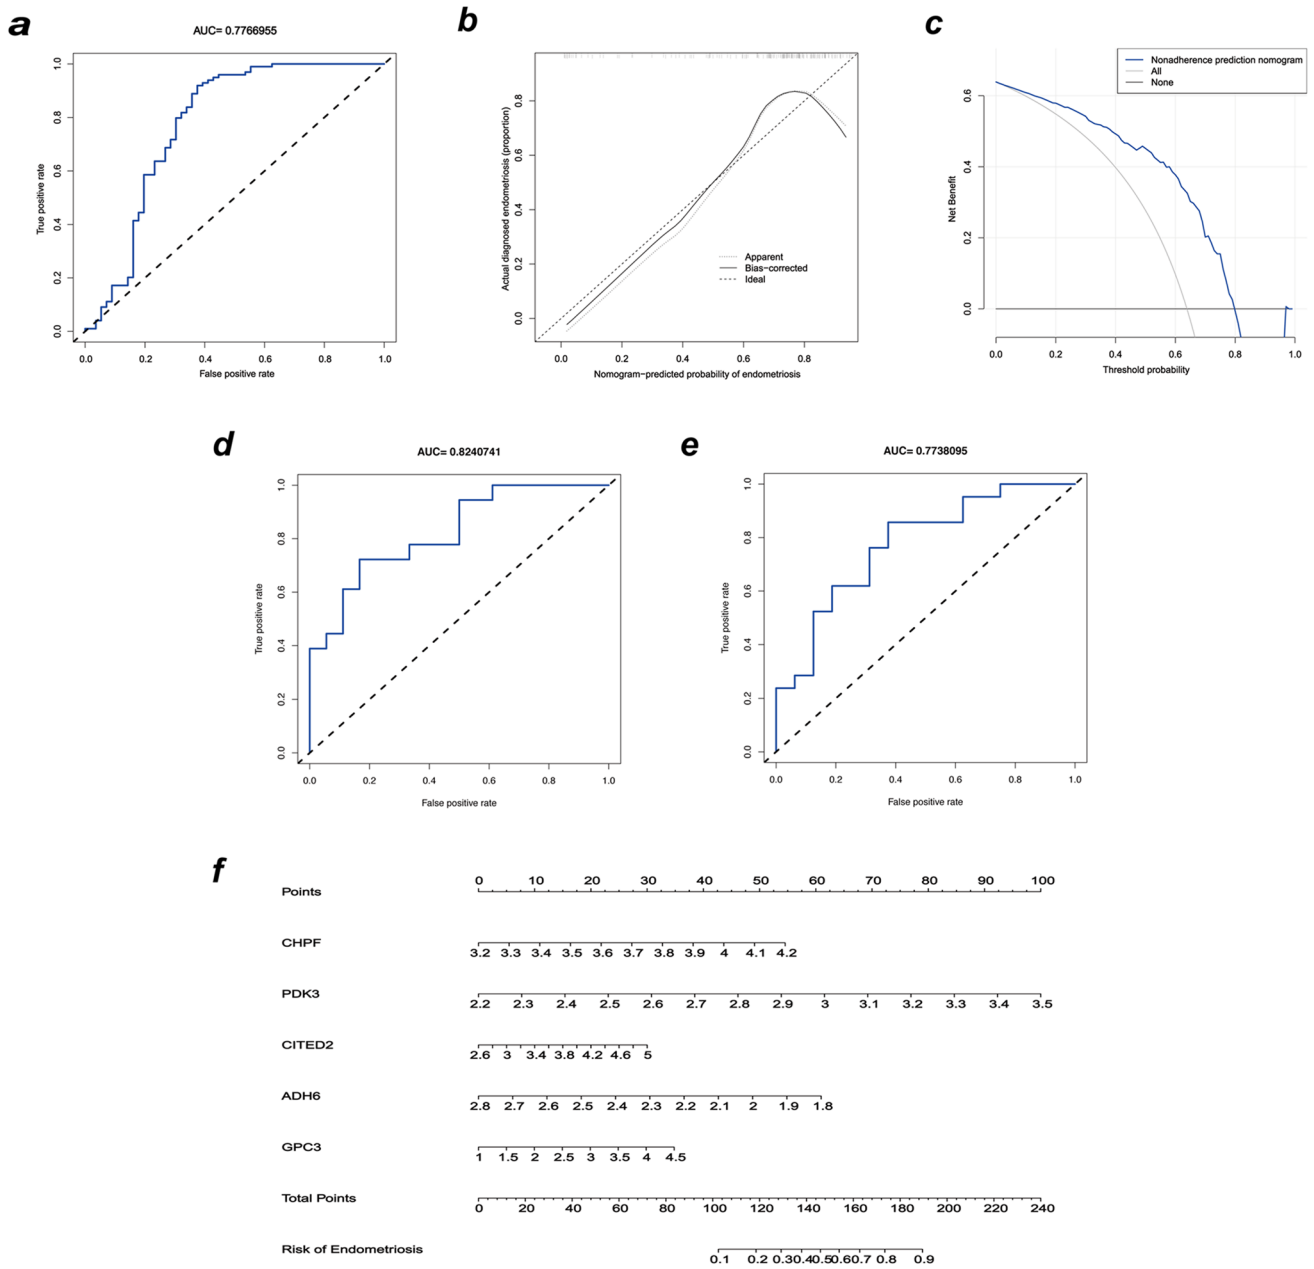 a
AUC= 0.7766955
True positive rate
0.0 0.2 0.4 0.6 0.8 1.0
0.0 0.2 0.4 0.6 0.8 1.0
False positive rate
b
Actual diagnosed endometriosis (proportion)
0.0 0.2 0.4 0.6 0.8
Apparent
Bias-corrected
Ideal
0.0 0.2 0.4 0.6 0.8
Nomogram-predicted probability of endometriosis
c
Nonadherence prediction nomogram
All
None
Net Benefit
0.0 0.2 0.4 0.6
0.0 0.2 0.4 0.6 0.8 1.0
Threshold probability
d
AUC= 0.8240741
True positive rate
0.0 0.2 0.4 0.6 0.8 1.0
0.0 0.2 0.4 0.6 0.8 1.0
False positive rate
e
AUC= 0.7738095
True positive rate
0.0 0.2 0.4 0.6 0.8 1.0
0.0 0.2 0.4 0.6 0.8 1.0
False positive rate
f
Points 0 10 20 30 40 50 60 70 80 90 100
CHPF 3.2 3.3 3.4 3.5 3.6 3.7 3.8 3.9 4 4.1 4.2
PDK3 2.2 2.3 2.4 2.5 2.6 2.7 2.8 2.9 3 3.1 3.2 3.3 3.4 3.5
CITED2 2.6 3 3.4 3.8 4.2 4.6 5
ADH6 2.8 2.7 2.6 2.5 2.4 2.3 2.2 2.1 2 1.9 1.8
GPC3 1 1.5 2 2.5 3 3.5 4 4.5
Total Points 0 20 40 60 80 100 120 140 160 180 200 220 240
Risk of Endometriosis 0.1 0.2 0.3 0.4 0.5 0.6 0.7 0.8 0.9